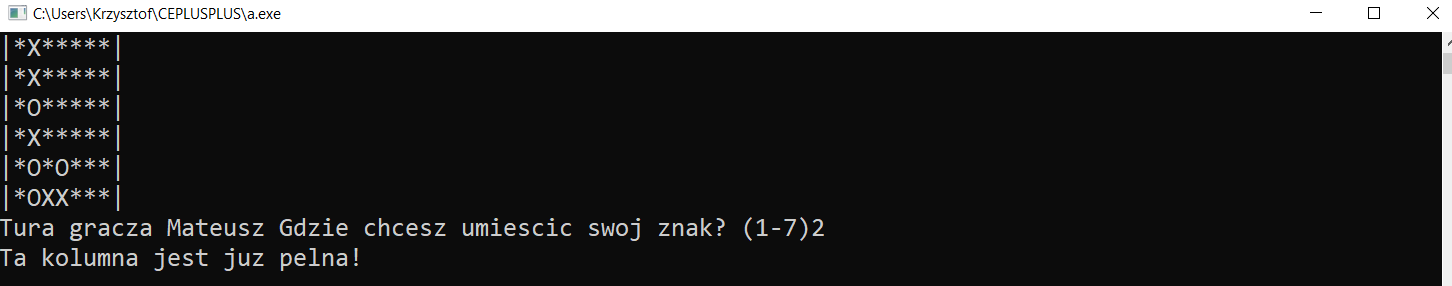 C:\Users\Krzysztof\CEPLUSPLUS\a.exe
|*X*****|
|*X*****|
|*O*****|
|*X*****|
|*O*O***|
|*OXX***|
Tura gracza Mateusz Gdzie chcesz umiescic swoj znak? (1-7)2
Ta kolumna jest juz pelna!